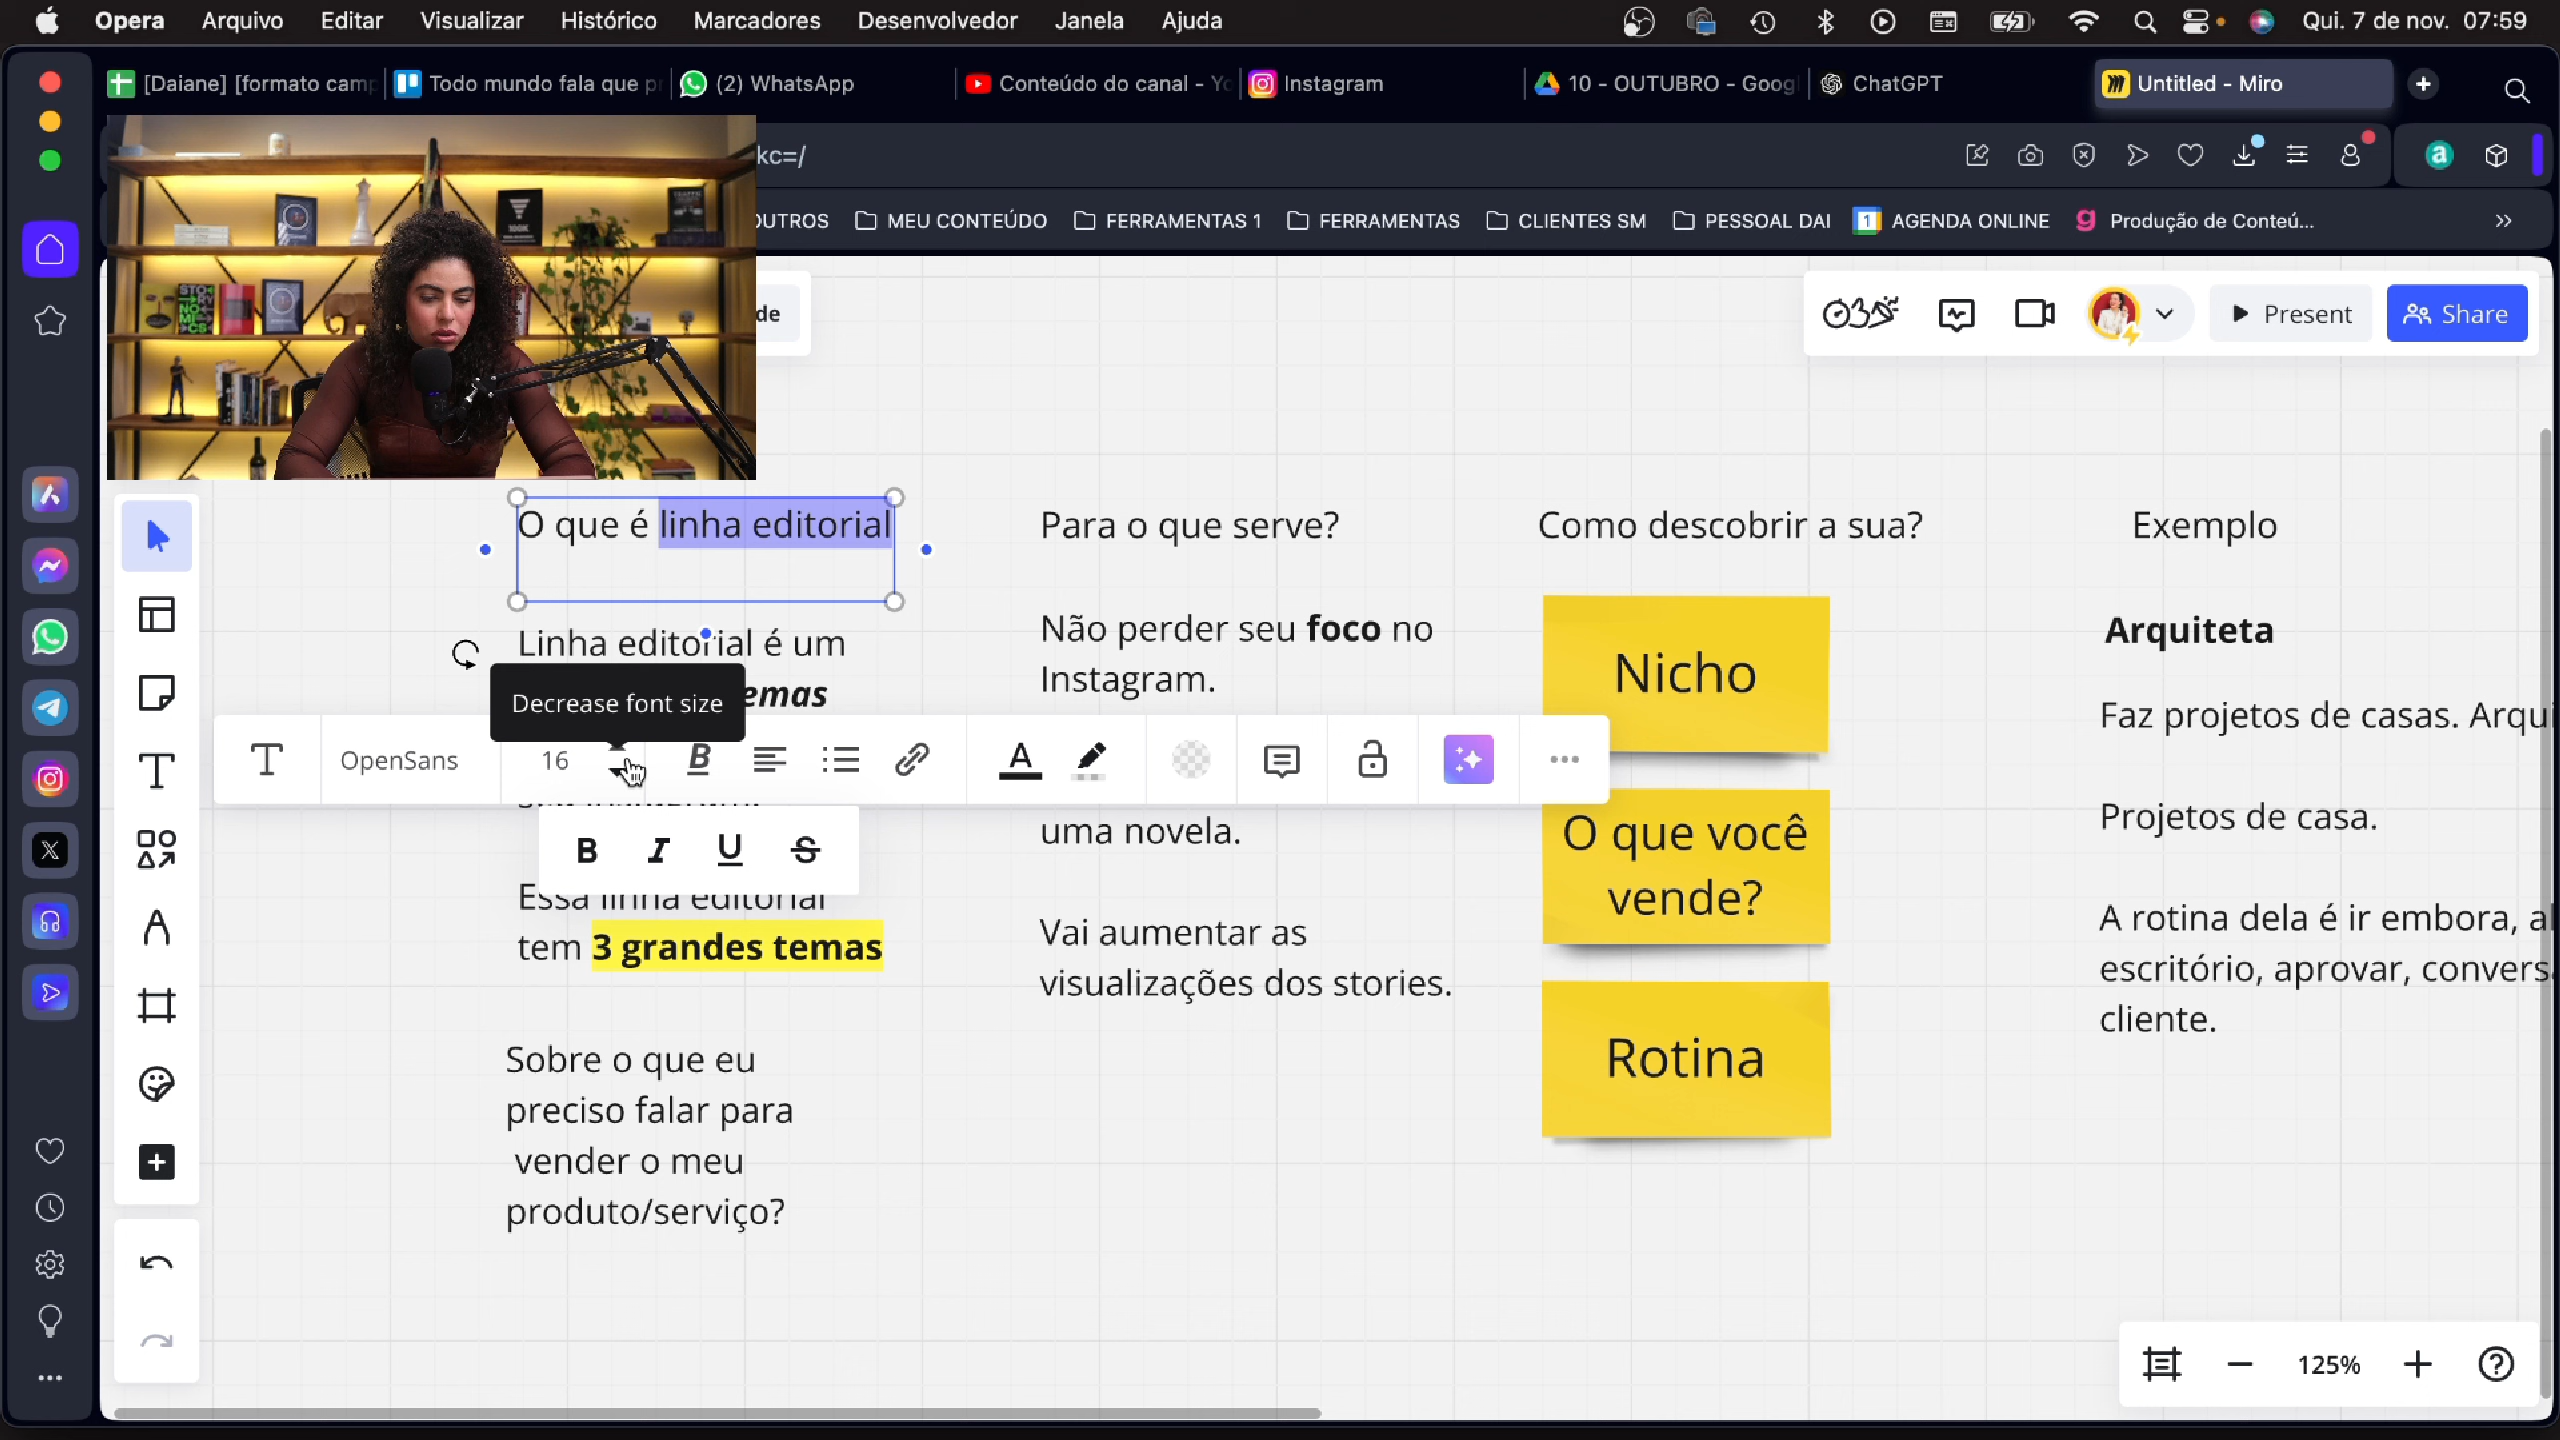 Opera Arquivo Editar Visualizar Histórico Marcadores Desenvolvedor Janela Ajuda Qui. 7 de nov. 07:59
[Daiane] [formato camp Todo mundo fala que pr (2) WhatsApp Conteúdo do canal - Yo Instagram 10 - OUTUBRO - Goog ChatGPT Untitled - Miro
kc=/
OUTROS MEU CONTEÚDO FERRAMENTAS 1 FERRAMENTAS CLIENTES SM PESSOAL DAI AGENDA ONLINE Produção de Conteú...
de
Present Share
O que é linha editorial
Linha editorial é um
emas
Decrease font size
OpenSans 16
B I U S
Essa linha editorial
tem 3 grandes temas
Sobre o que eu
preciso falar para
vender o meu
produto/serviço?
Para o que serve?
Não perder seu foco no
Instagram.
uma novela.
Vai aumentar as
visualizações dos stories.
Como descobrir a sua?
Nicho
O que você
vende?
Rotina
Exemplo
Arquiteta
Faz projetos de casas. Arqui
Projetos de casa.
A rotina dela é ir embora, al
escritório, aprovar, convers
cliente.
125%